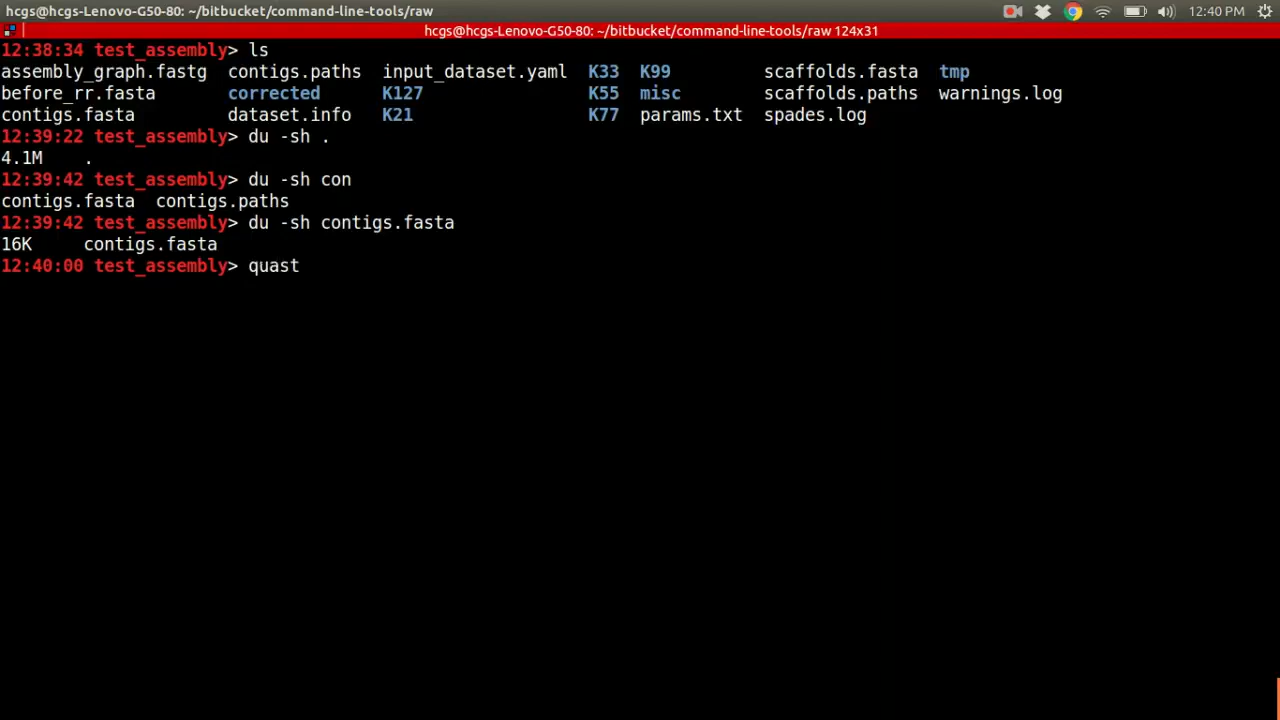 hcgs@hcgs-Lenovo-G50-80: ~/bitbucket/command-line-tools/raw 12:40 PM
hcgs@hcgs-Lenovo-G50-80: ~/bitbucket/command-line-tools/raw 124x31
12:38:34 test_assembly> ls
assembly_graph.fastg contigs.paths input_dataset.yaml K33 K99 scaffolds.fasta tmp
before_rr.fasta corrected K127 K55 misc scaffolds.paths warnings.log
contigs.fasta dataset.info K21 K77 params.txt spades.log
12:39:22 test_assembly> du -sh .
4.1M .
12:39:42 test_assembly> du -sh con
contigs.fasta contigs.paths
12:39:42 test_assembly> du -sh contigs.fasta
16K contigs.fasta
12:40:00 test_assembly> quast